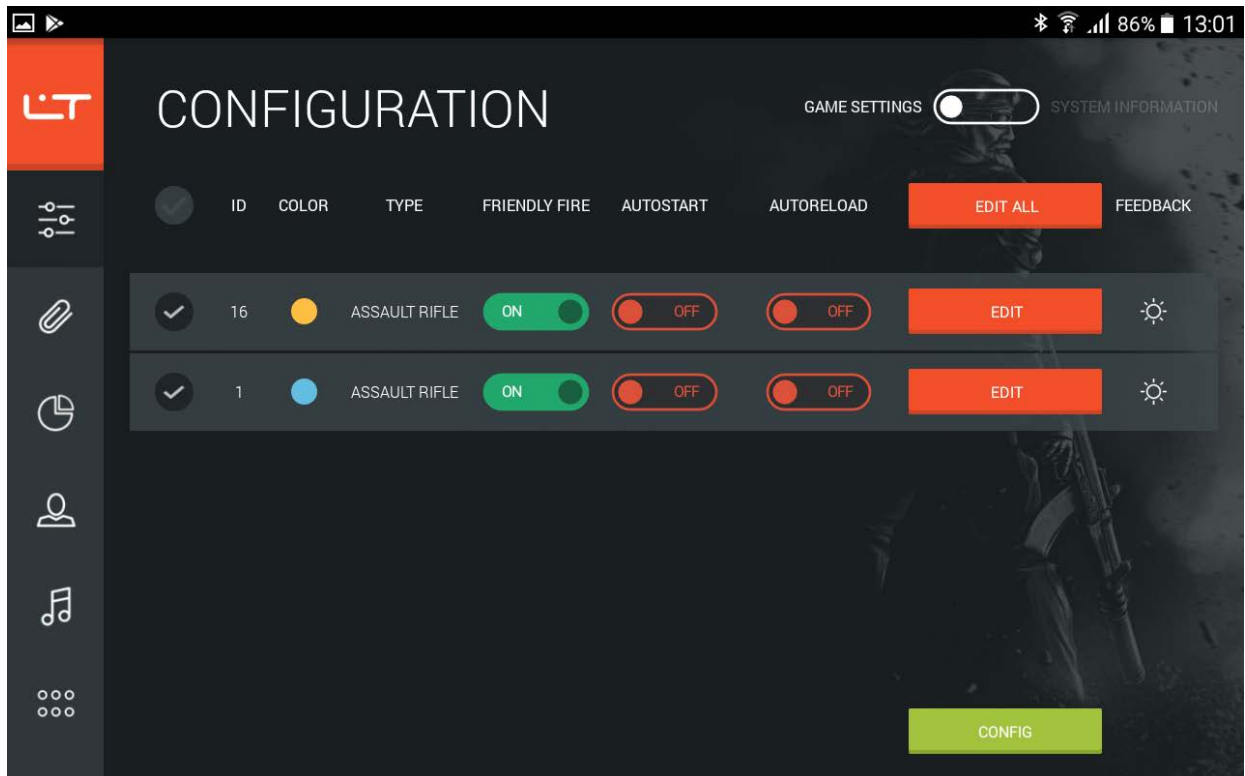 86% 13:01
LT
CONFIGURATION
GAME SETTINGS SYSTEM INFORMATION
ID COLOR TYPE FRIENDLY FIRE AUTOSTART AUTORELOAD EDIT ALL FEEDBACK
16 ASSAULT RIFLE ON OFF OFF EDIT
1 ASSAULT RIFLE ON OFF OFF EDIT
CONFIG